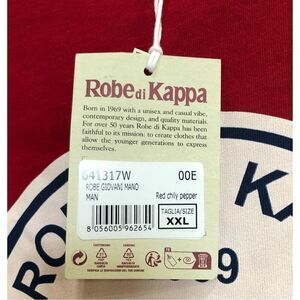 Robe di Kappa
Born in 1969 with a unisex and casual vibe,
contemporary design, and quality materials.
For over 50 years Robe di Kappa has been
faithful to its mission: to create clothes that
allow the younger generations to express
themselves.
641317W 00E
ROBE GIOVANI MANO
MAN Red chily pepper
TAGLIA/SIZE
XXL
8 056005 962654
ROB
KA
69